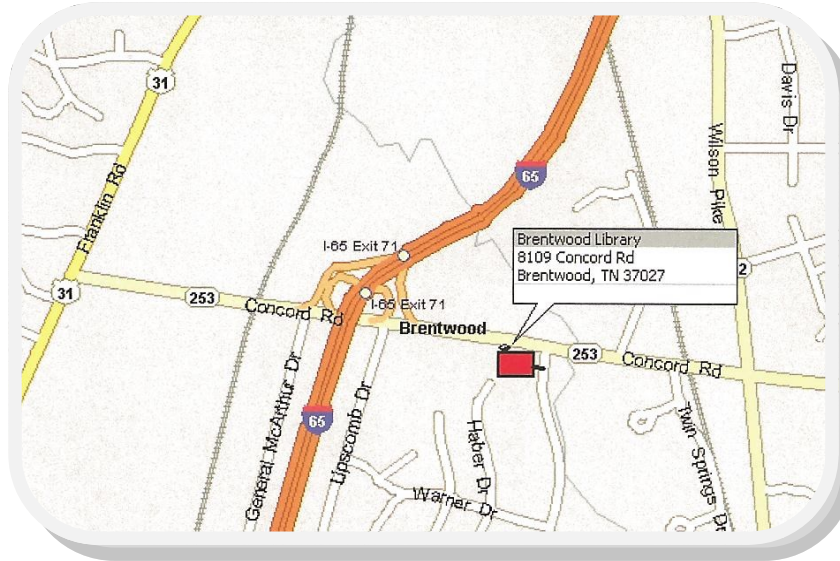 31
Davis Dr
Wilson Pike
Franklin Rd
65
Brentwood Library
8109 Concord Rd
Brentwood, TN 37027
I-65 Exit 71
2
31
253
Concord Rd
I-65 Exit 71
Brentwood
253
Concord Rd
General McArthur Dr
65
Lipscomb Dr
Haber Dr
Warner Dr
Twin Springs Dr